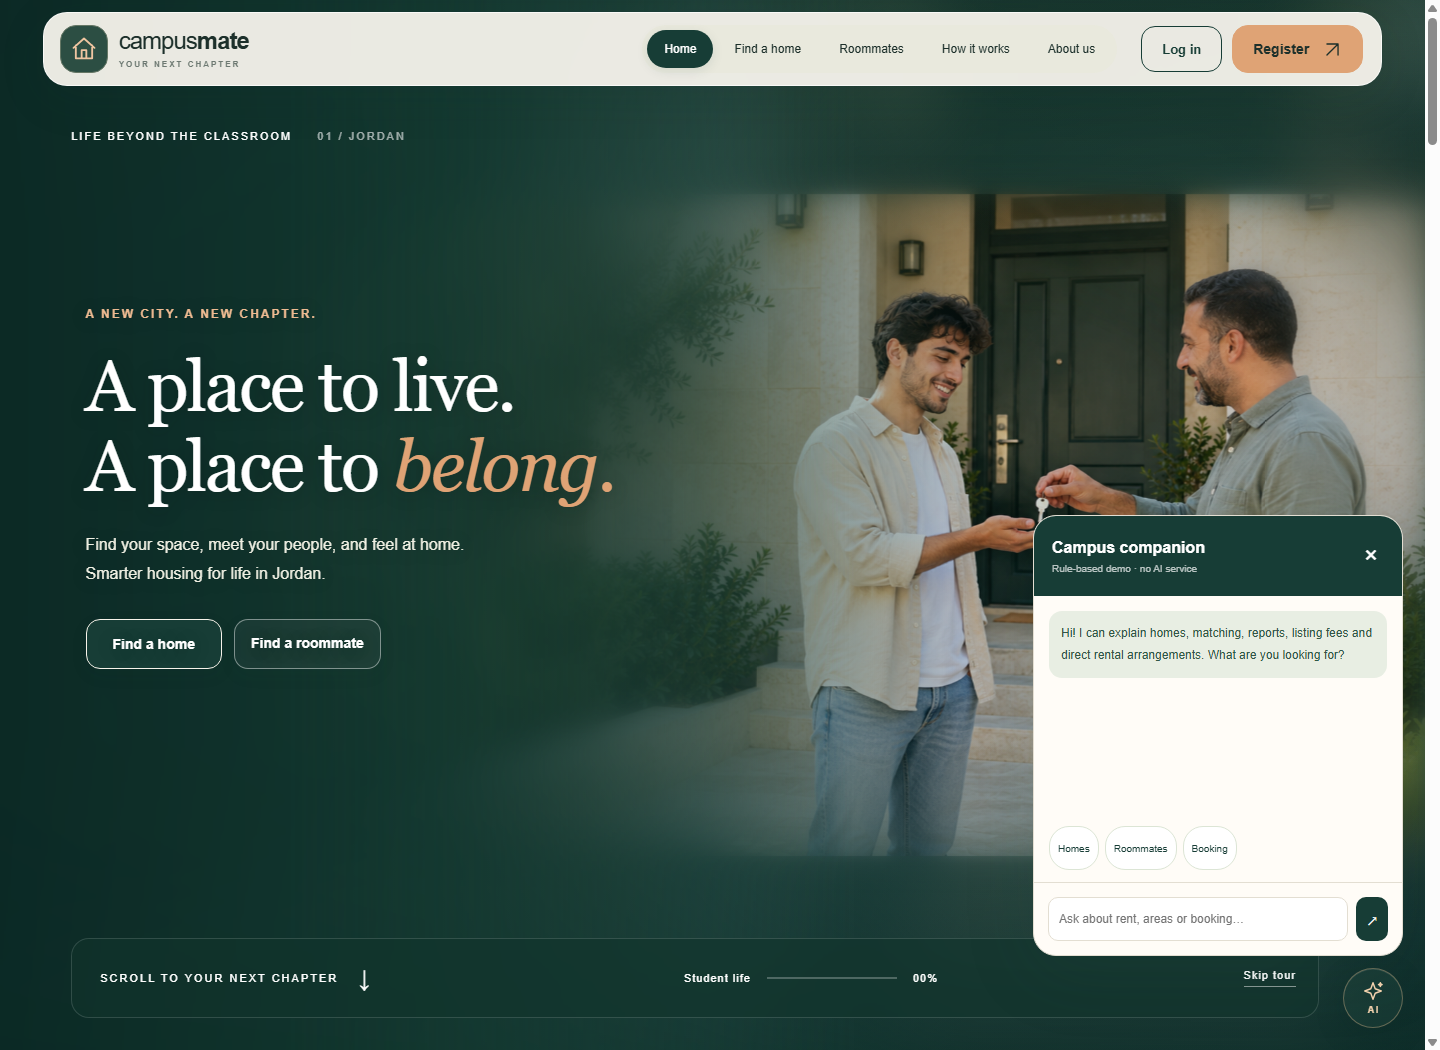 campusmate
YOUR NEXT CHAPTER
Home
Find a home
Roommates
How it works
About us
Log in
Register
LIFE BEYOND THE CLASSROOM
01 / JORDAN
A NEW CITY. A NEW CHAPTER.
A place to live.
A place to belong.
Find your space, meet your people, and feel at home.
Smarter housing for life in Jordan.
Find a home
Find a roommate
Campus companion
Rule-based demo · no AI service
Hi! I can explain homes, matching, reports, listing fees and
direct rental arrangements. What are you looking for?
Homes
Roommates
Booking
Ask about rent, areas or booking…
SCROLL TO YOUR NEXT CHAPTER
Student life
00%
Skip tour
AI